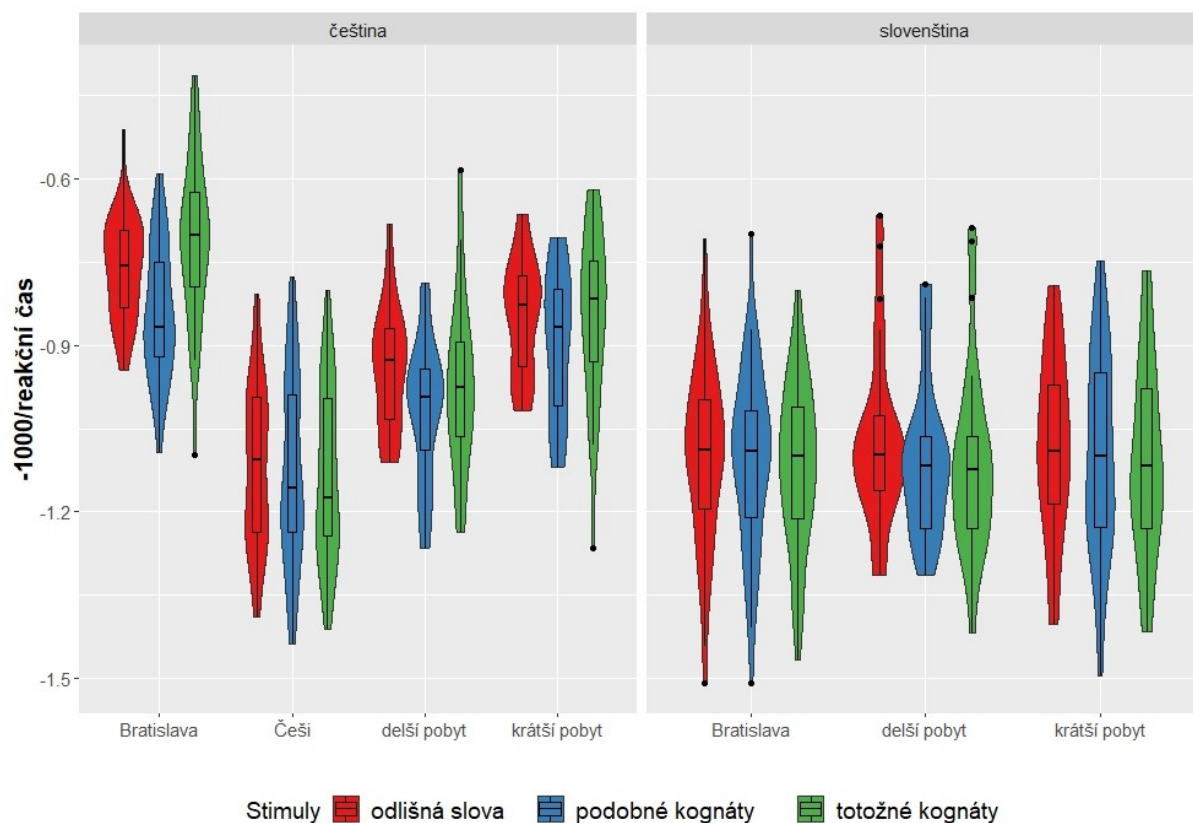 čeština
slovenština
-1000/reakční čas
-0.6
-0.9
-1.2
-1.5
Bratislava
Češi
delší pobyt
krátší pobyt
Bratislava
delší pobyt
krátší pobyt
Stimuly
odlišná slova
podobné kognáty
totožné kognáty